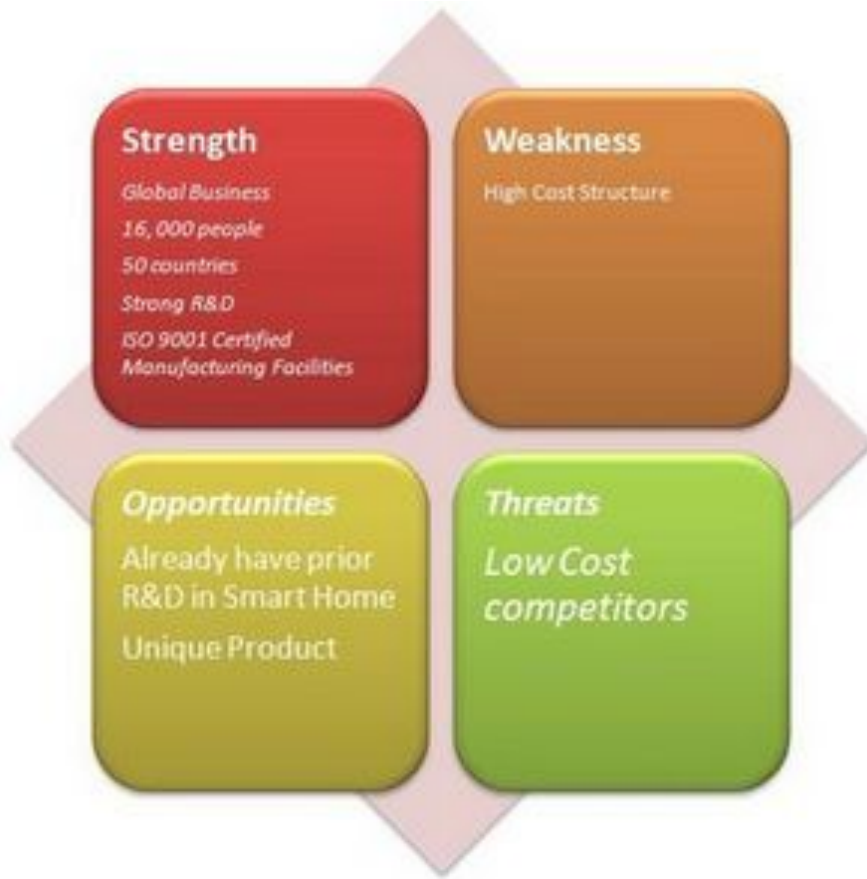 Strength
Global Business
16, 000 people
50 countries
Strong R&D
ISO 9001 Certified
Manufacturing Facilities
Weakness
High Cost Structure
Opportunities
Already have prior
R&D in Smart Home
Unique Product
Threats
Low Cost
competitors